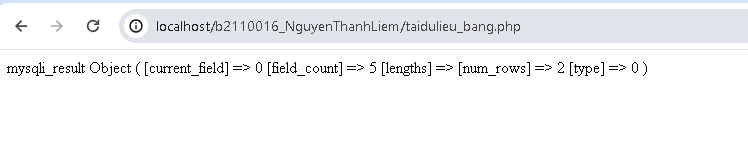 localhost/b2110016_NguyenThanhLiem/taidulieu_bang.php
mysqli_result Object ( [current_field] => 0 [field_count] => 5 [lengths] => [num_rows] => 2 [type] => 0 )